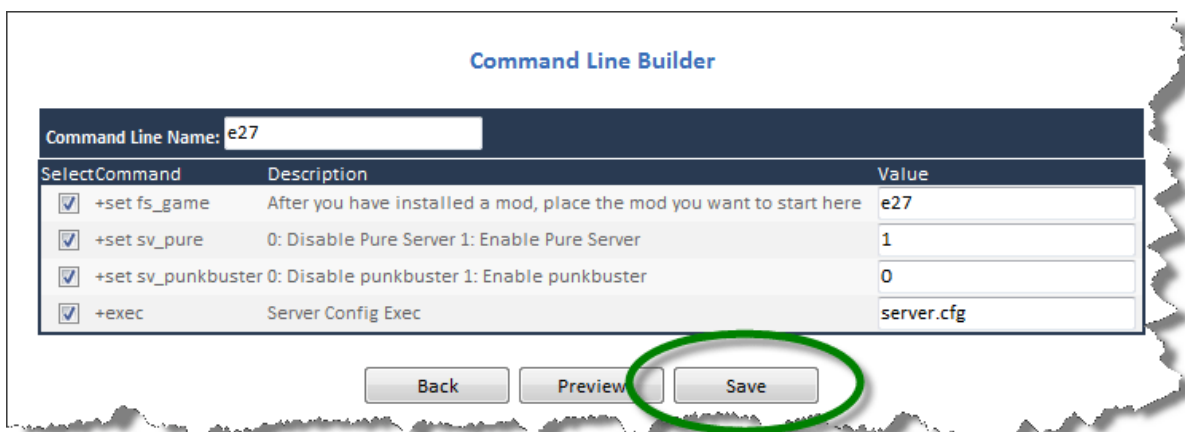 Command Line Builder
Command Line Name: e27
Select Command Description Value
+set fs_game After you have installed a mod, place the mod you want to start here e27
+set sv_pure 0: Disable Pure Server 1: Enable Pure Server 1
+set sv_punkbuster 0: Disable punkbuster 1: Enable punkbuster 0
+exec Server Config Exec server.cfg
Back Preview Save